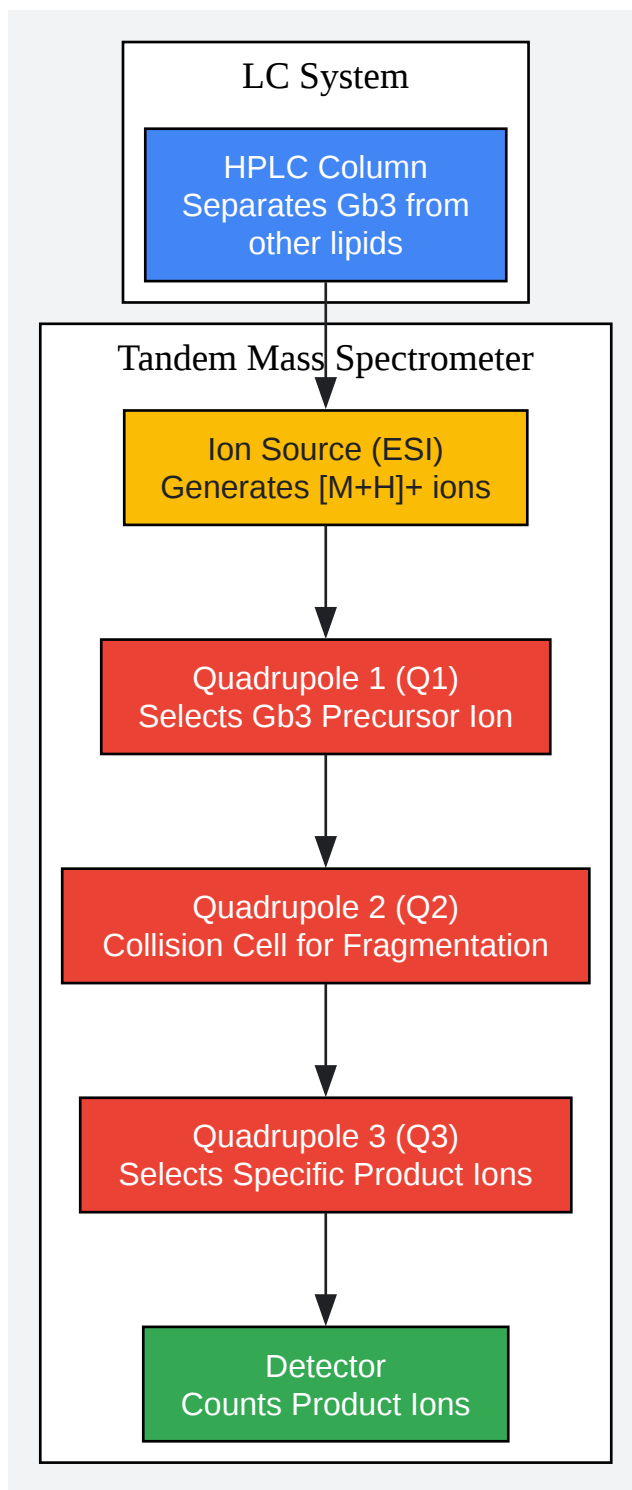 LC System
HPLC Column
Separates Gb3 from
other lipids
Tandem Mass Spectrometer
Ion Source (ESI)
Generates [M+H]+ ions
Quadrupole 1 (Q1)
Selects Gb3 Precursor Ion
Quadrupole 2 (Q2)
Collision Cell for Fragmentation
Quadrupole 3 (Q3)
Selects Specific Product Ions
Detector
Counts Product Ions